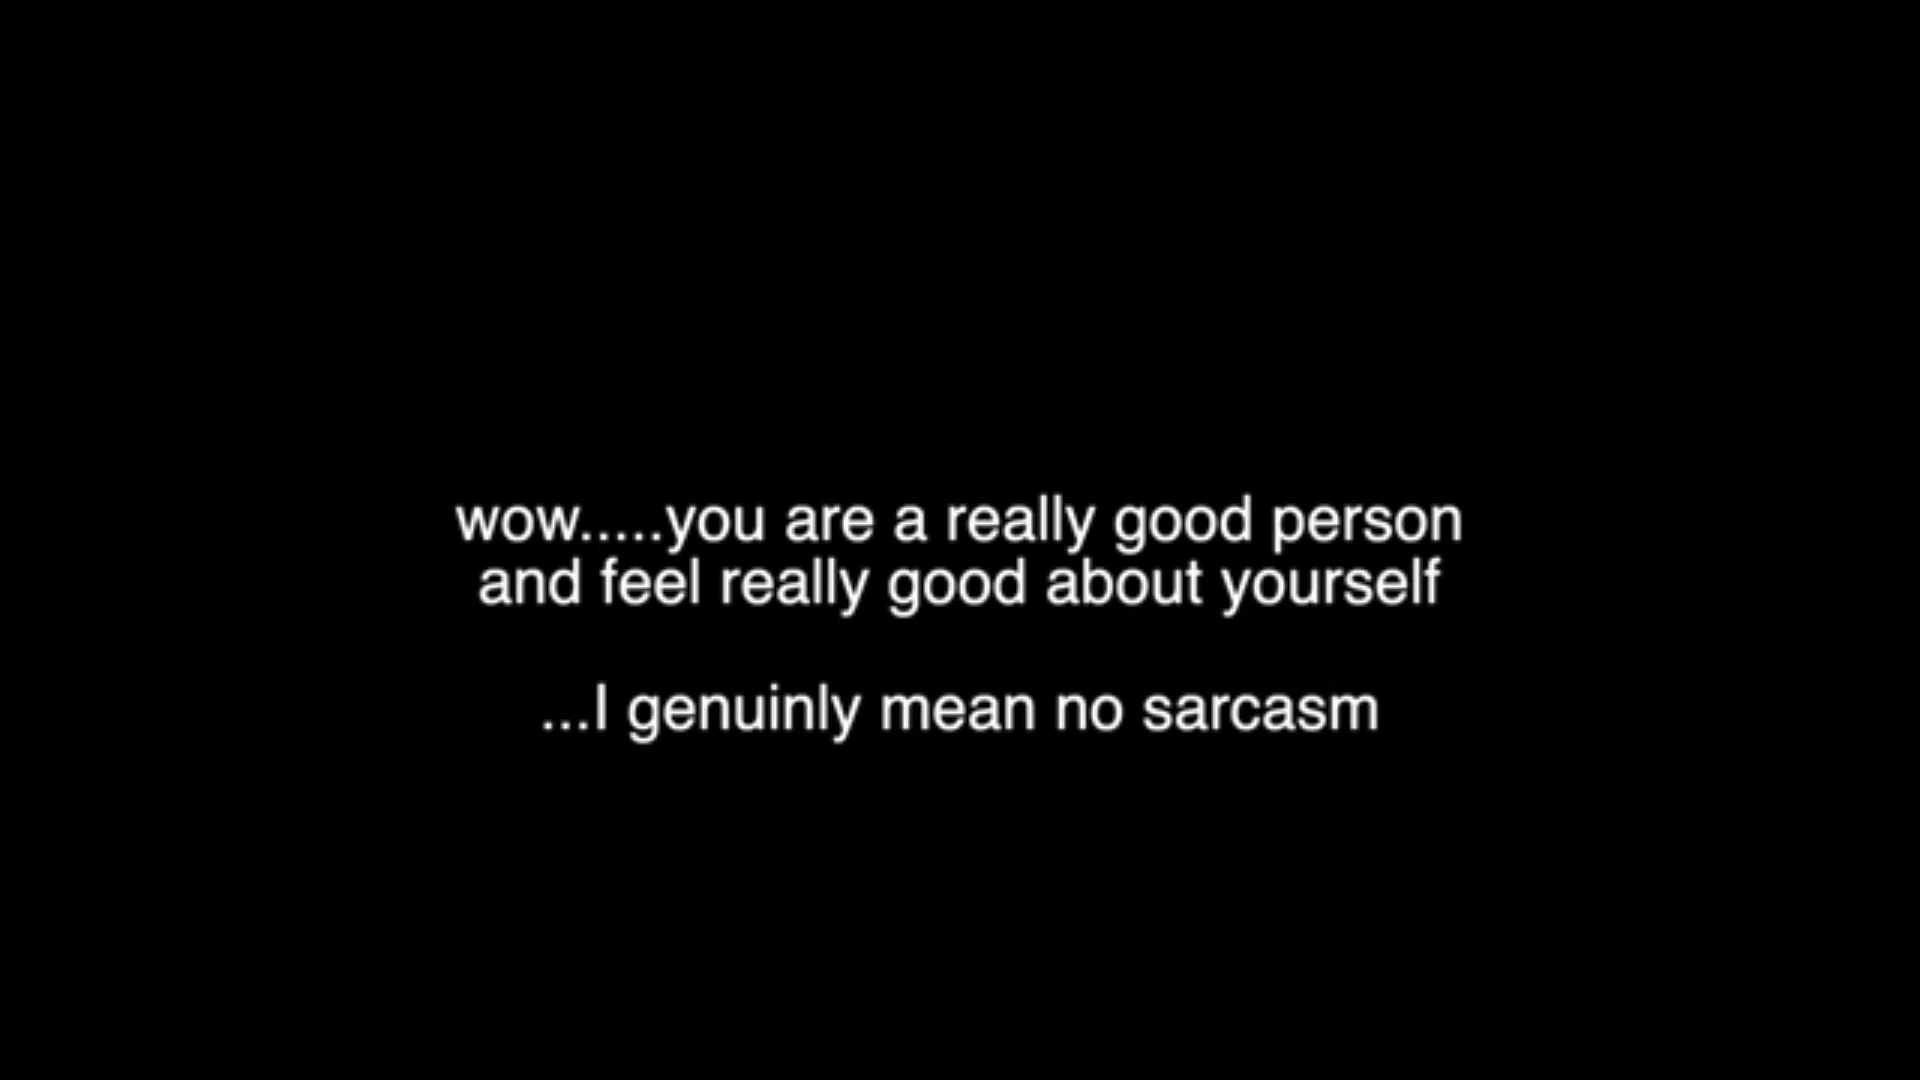 wow.....you are a really good person
and feel really good about yourself
...I genuinly mean no sarcasm